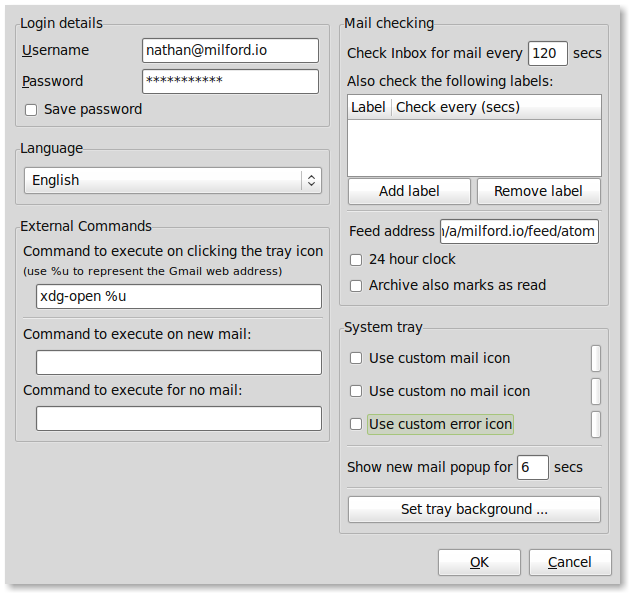 Login details
Username nathan@milford.io
Password ***********
Save password
Language
English
External Commands
Command to execute on clicking the tray icon
(use %u to represent the Gmail web address)
xdg-open %u
Command to execute on new mail:
Command to execute for no mail:
Mail checking
Check Inbox for mail every 120 secs
Also check the following labels:
Label Check every (secs)
Add label Remove label
Feed address /a/milford.io/feed/atom
24 hour clock
Archive also marks as read
System tray
Use custom mail icon
Use custom no mail icon
Use custom error icon
Show new mail popup for 6 secs
Set tray background ...
OK Cancel